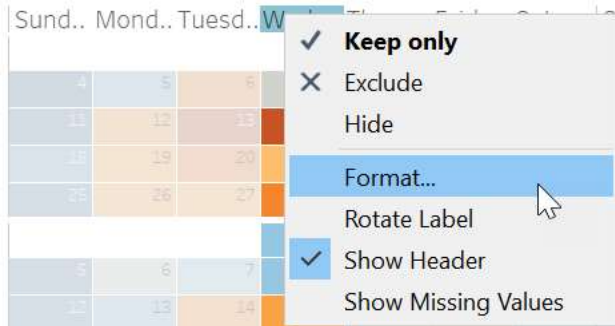 Sund.. Mond.. Tuesd.. W
Keep only
Exclude
Hide
Format...
Rotate Label
Show Header
Show Missing Values
4 5 6
11 12 13
18 19 20
25 26 27
5 6 7
12 13 14